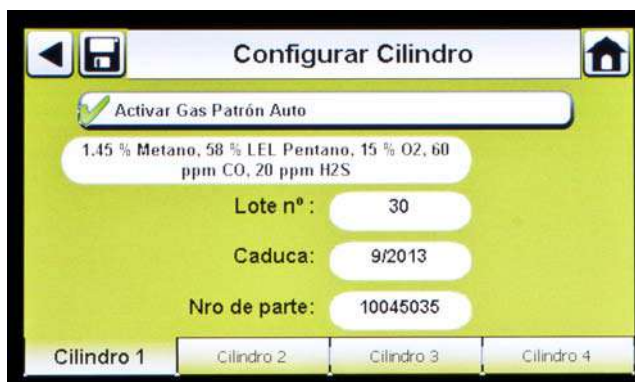 Configurar Cilindro
Activar Gas Patrón Auto
1.45 % Metano, 58 % LEL Pentano, 15 % O2, 60
ppm CO, 20 ppm H2S
Lote nº : 30
Caduca: 9/2013
Nro de parte: 10045035
Cilindro 1 Cilindro 2 Cilindro 3 Cilindro 4